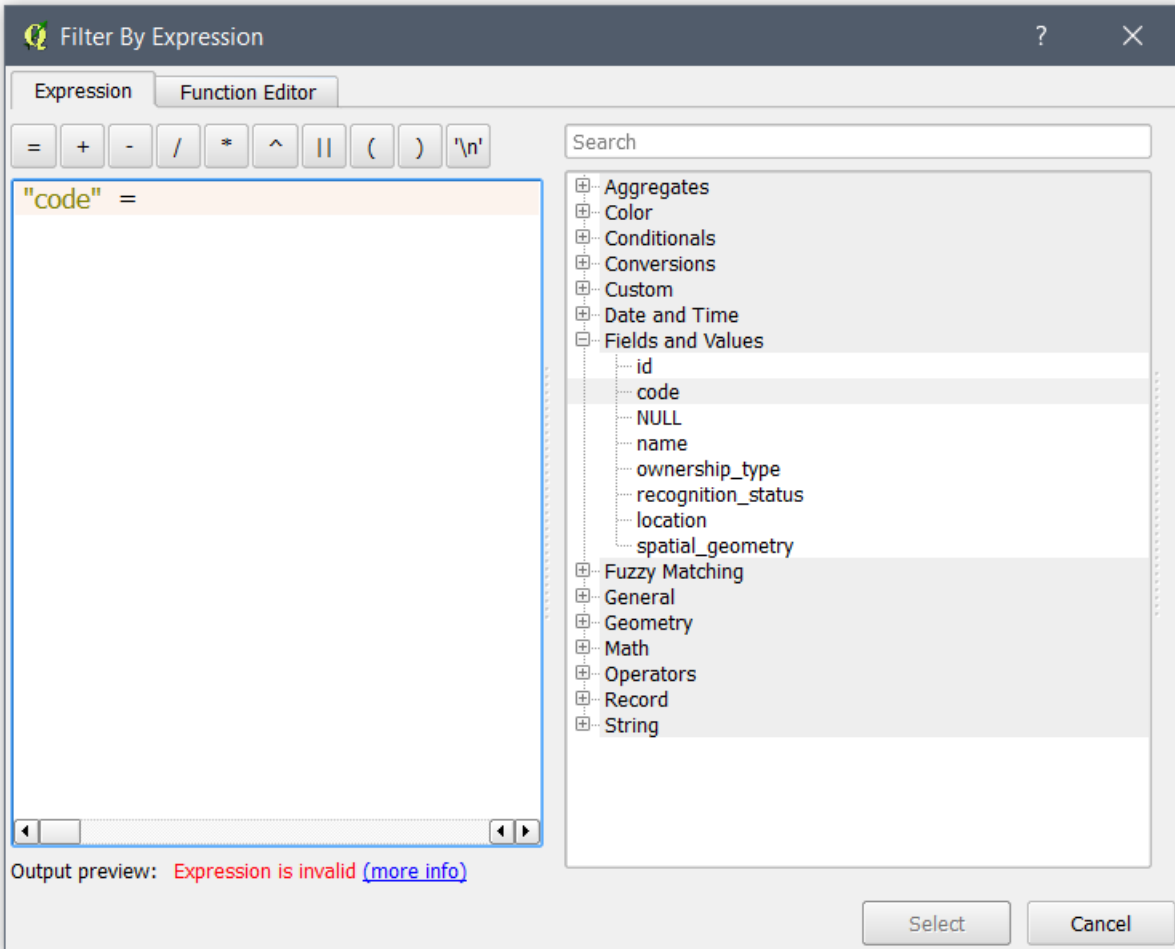 Filter By Expression ?
Expression Function Editor
= + - / * ^ || ( ) '\n'
"code" =
Output preview: Expression is invalid (more info)
Search
Aggregates
Color
Conditionals
Conversions
Custom
Date and Time
Fields and Values
id
code
NULL
name
ownership_type
recognition_status
location
spatial_geometry
Fuzzy Matching
General
Geometry
Math
Operators
Record
String
Select Cancel